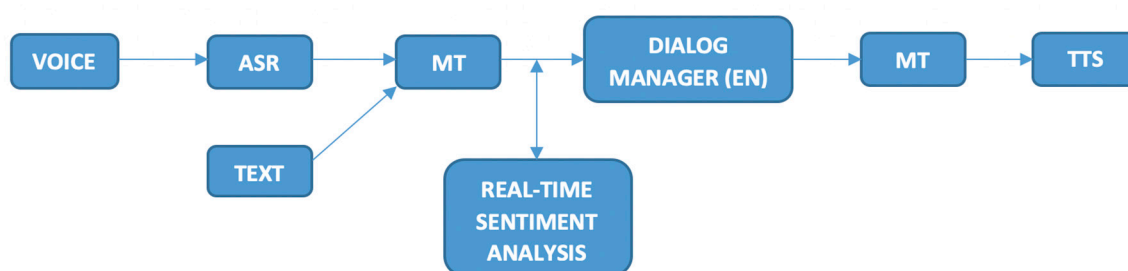 VOICE
ASR
MT
DIALOG
MANAGER (EN)
MT
TTS
TEXT
REAL-TIME
SENTIMENT
ANALYSIS